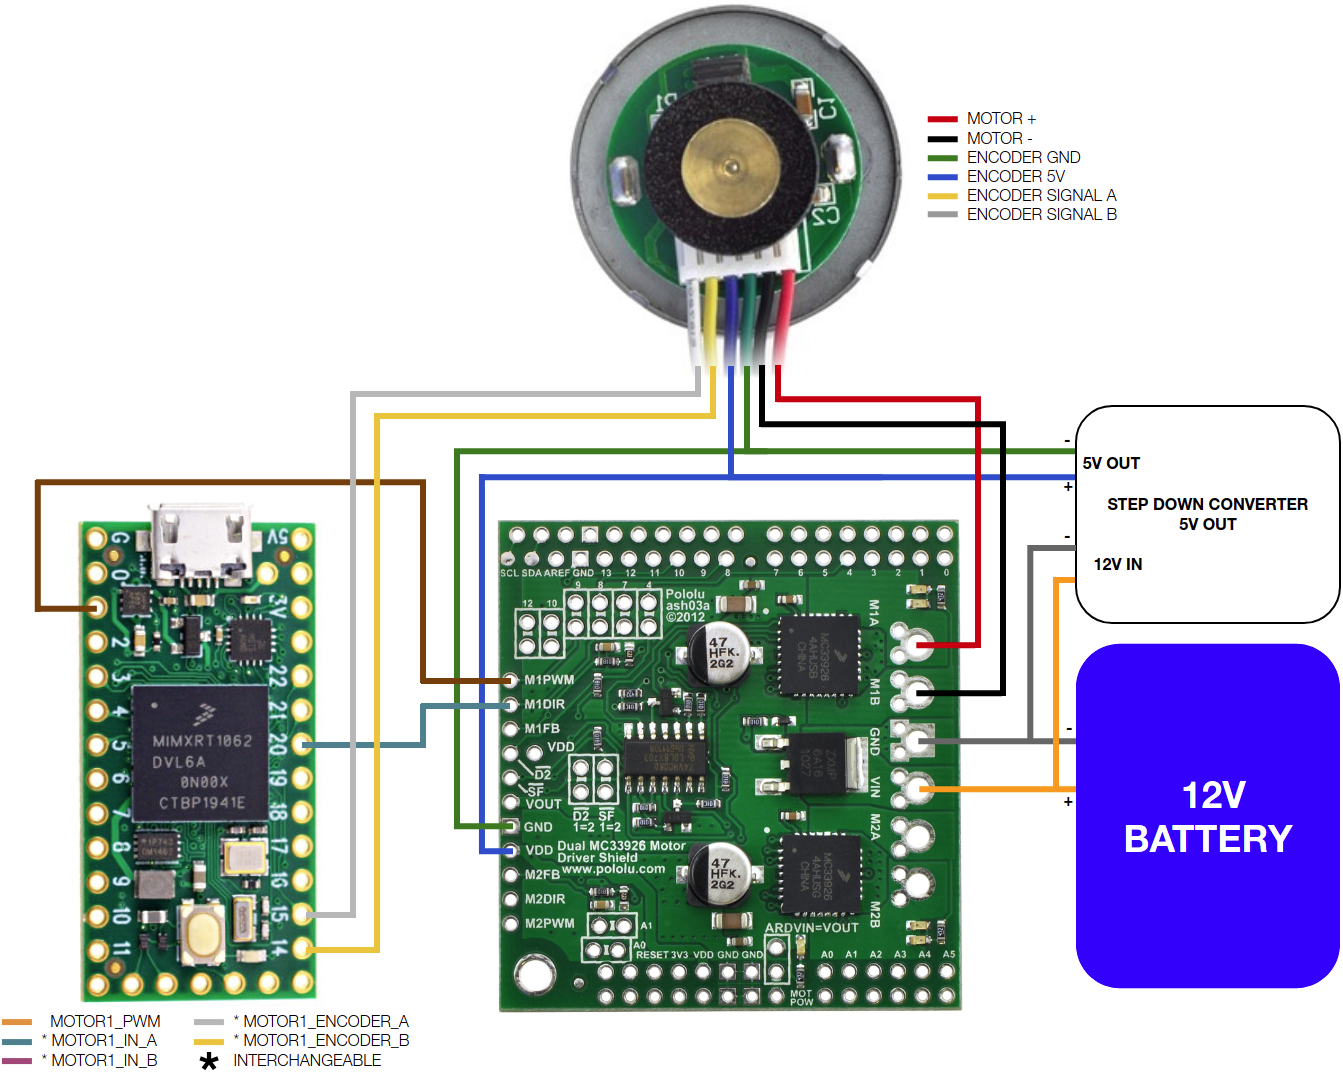 MOTOR +
MOTOR -
ENCODER GND
ENCODER 5V
ENCODER SIGNAL A
ENCODER SIGNAL B
C1
-
5V OUT
+
STEP DOWN CONVERTER
5V OUT
-
12V IN
-
12V
BATTERY
+
G
5V
0
3V
2
3
22
4
21
5
20
6
19
7
18
8
17
9
16
10
15
11
14
MIMXRT1062
DVL6A
0N00X
CTBP1941E
SCL SDA AREF GND 13 12 11 10 9 8 7 6 5 4 3 2 1 0
9 8 7 4
12 10
Pololu
ash03a
©2012
47
HFK.
2G2
MC33926
4AHUSB
CHINA
M1A
M1B
GND
VIN
M2A
M2B
M1PWM
M1DIR
M1FB
VDD
D2
SF
VOUT
GND
VDD
M2FB
M2DIR
M2PWM
D2 SF
1=2 1=2
Dual MC33926 Motor
Driver Shield
www.pololu.com
47
HFK.
2G2
MC33926
4AHUSG
CHINA
A1
A0
ARDVIN=VOUT
RESET 3V3 VDD GND GND
A0 A1 A2 A3 A4 A5
MOT
POW
MOTOR1_PWM
* MOTOR1_IN_A
* MOTOR1_IN_B
* MOTOR1_ENCODER_A
* MOTOR1_ENCODER_B
* INTERCHANGEABLE